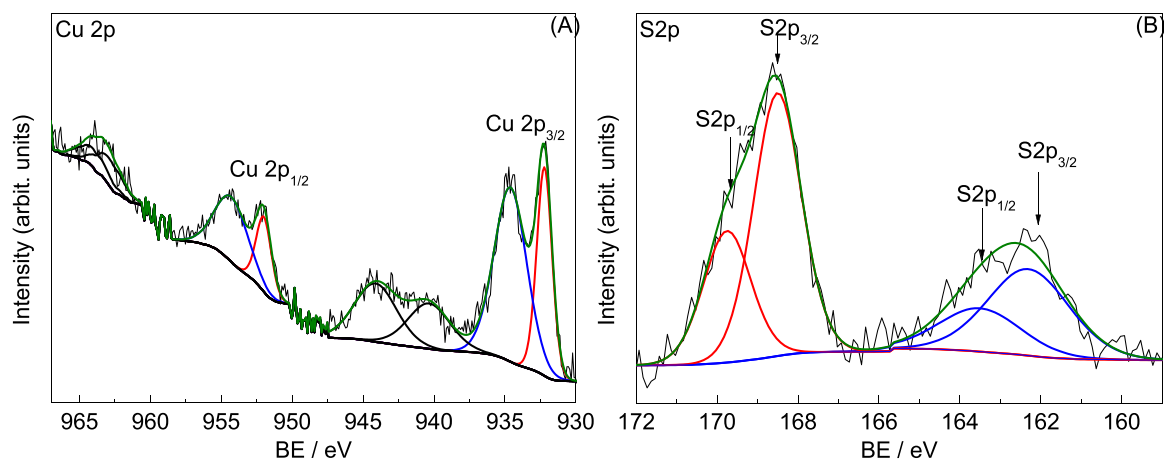 Cu 2p
(A)
Cu 2p1/2
Cu 2p3/2
Intensity (arbit. units)
965 960 955 950 945 940 935 930
BE / eV
S2p
(B)
S2p3/2
S2p1/2
S2p3/2
S2p1/2
Intensity (arbit. units)
172 170 168 166 164 162 160
BE / eV